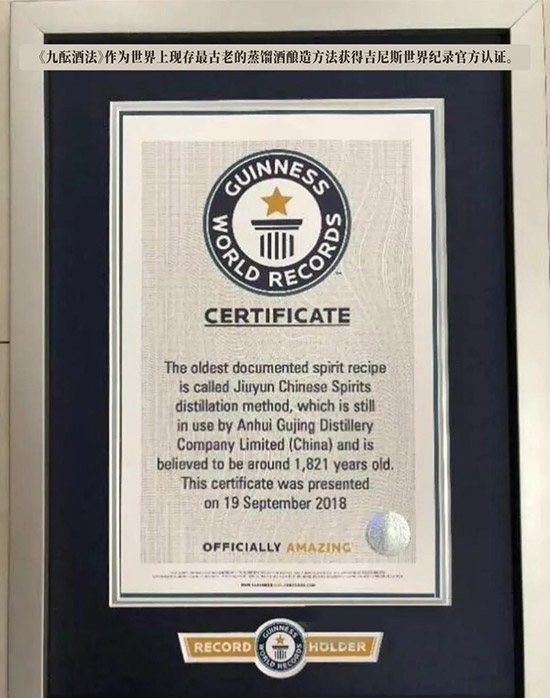 《九酝酒法》作为世界上现存最古老的蒸馏酒酿造方法获得吉尼斯世界纪录官方认证。
GUINNESS
WORLD RECORDS
CERTIFICATE
The oldest documented spirit recipe
is called Jiuyun Chinese Spirits
distillation method, which is still
in use by Anhui Gujing Distillery
Company Limited (China) and is
believed to be around 1,821 years old.
This certificate was presented
on 19 September 2018
OFFICIALLY AMAZING
RECORD HOLDER
GUINNESS
WORLD RECORDS